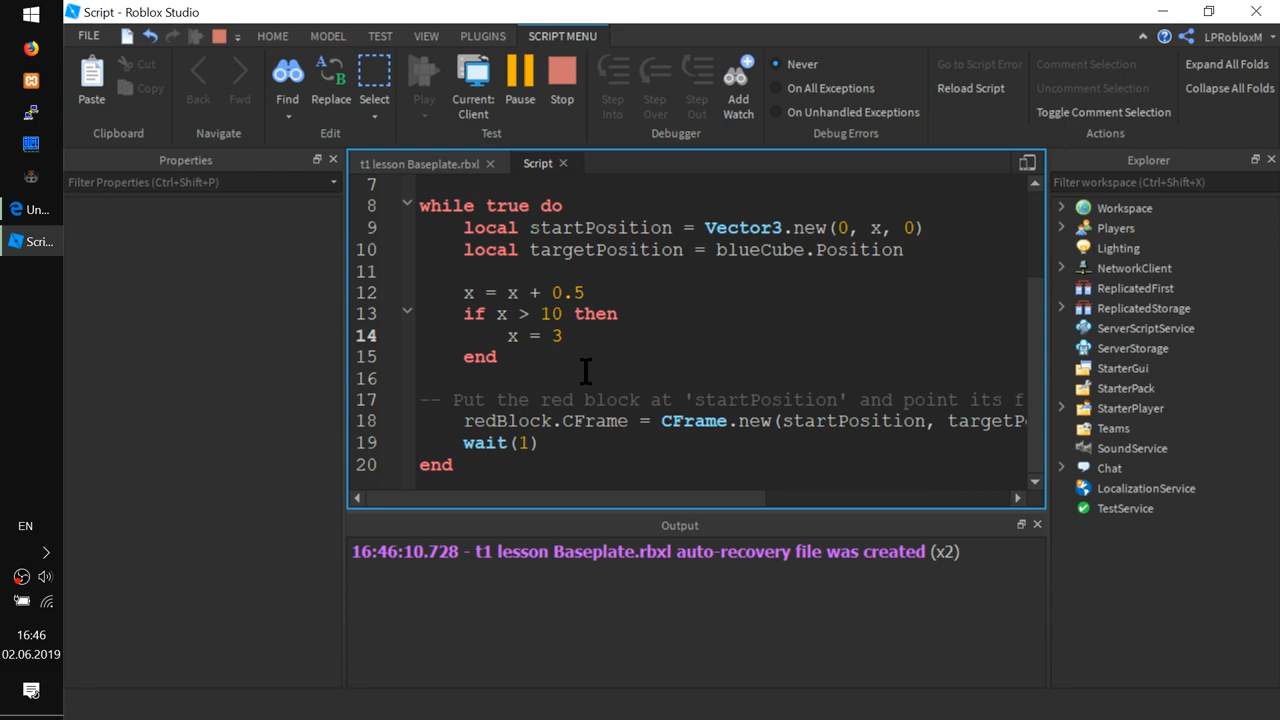 Script - Roblox Studio
FILE HOME MODEL TEST VIEW PLUGINS SCRIPT MENU LPRobloxM
Paste Cut Copy
Clipboard
Back Fwd
Navigate
Find Replace Select
Edit
Play Current: Client Pause Stop
Test
Step Into Step Over Step Out Add Watch
Debugger
Never
On All Exceptions
On Unhandled Exceptions
Debug Errors
Go to Script Error
Reload Script
Comment Selection
Uncomment Selection
Toggle Comment Selection
Expand All Folds
Collapse All Folds
Actions
Properties
Filter Properties (Ctrl+Shift+P)
t1 lesson Baseplate.rbxl Script
7
8 while true do
9 local startPosition = Vector3.new(0, x, 0)
10 local targetPosition = blueCube.Position
11
12 x = x + 0.5
13 if x > 10 then
14 x = 3
15 end
16
17 -- Put the red block at 'startPosition' and point its f
18 redBlock.CFrame = CFrame.new(startPosition, targetP
19 wait(1)
20 end
Output
16:46:10.728 - t1 lesson Baseplate.rbxl auto-recovery file was created (x2)
Explorer
Filter workspace (Ctrl+Shift+X)
Workspace
Players
Lighting
NetworkClient
ReplicatedFirst
ReplicatedStorage
ServerScriptService
ServerStorage
StarterGui
StarterPack
StarterPlayer
Teams
SoundService
Chat
LocalizationService
TestService
Un...
Scri...
EN
16:46
02.06.2019